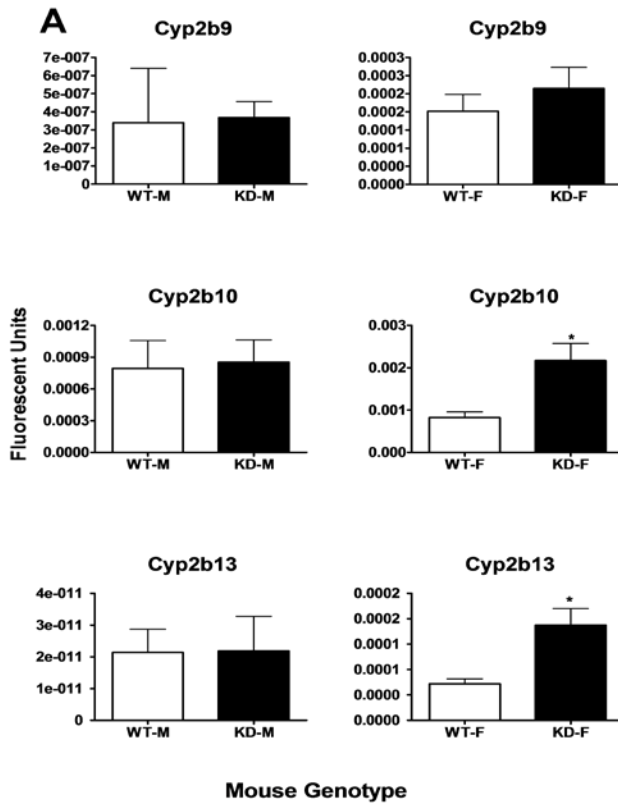 A
Cyp2b9
7e-007
6e-007
5e-007
4e-007
3e-007
2e-007
1e-007
0
WT-M KD-M
Cyp2b9
0.0003
0.0003
0.0002
0.0002
0.0001
0.0001
0.0000
0.0000
WT-F KD-F
Fluorescent Units
Cyp2b10
0.0012
0.0009
0.0006
0.0003
0.0000
WT-M KD-M
Cyp2b10
0.003
0.002
0.001
0.000
*
WT-F KD-F
Cyp2b13
4e-011
3e-011
2e-011
1e-011
0
WT-M KD-M
Cyp2b13
0.0002
0.0002
0.0001
0.0001
0.0000
0.0000
*
WT-F KD-F
Mouse Genotype